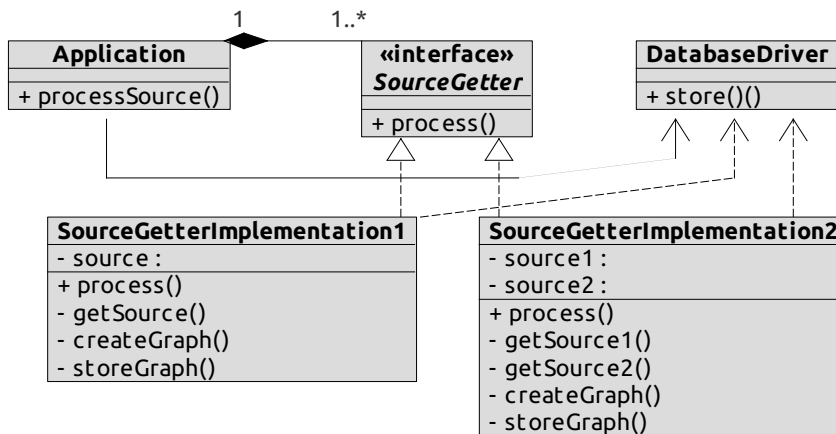 1
1..*
Application
+ processSource()
«interface»
SourceGetter
+ process()
DatabaseDriver
+ store()()
SourceGetterImplementation1
- source :
+ process()
- getSource()
- createGraph()
- storeGraph()
SourceGetterImplementation2
- source1 :
- source2 :
+ process()
- getSource1()
- getSource2()
- createGraph()
- storeGraph()